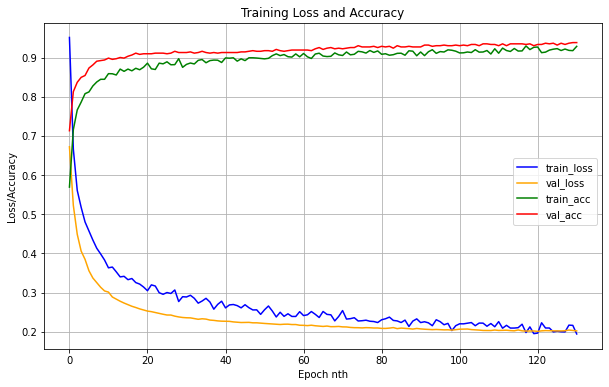 Training Loss and Accuracy
Loss/Accuracy
0.9
0.8
0.7
0.6
0.5
0.4
0.3
0.2
train_loss
val_loss
train_acc
val_acc
0 20 40 60 80 100 120
Epoch nth